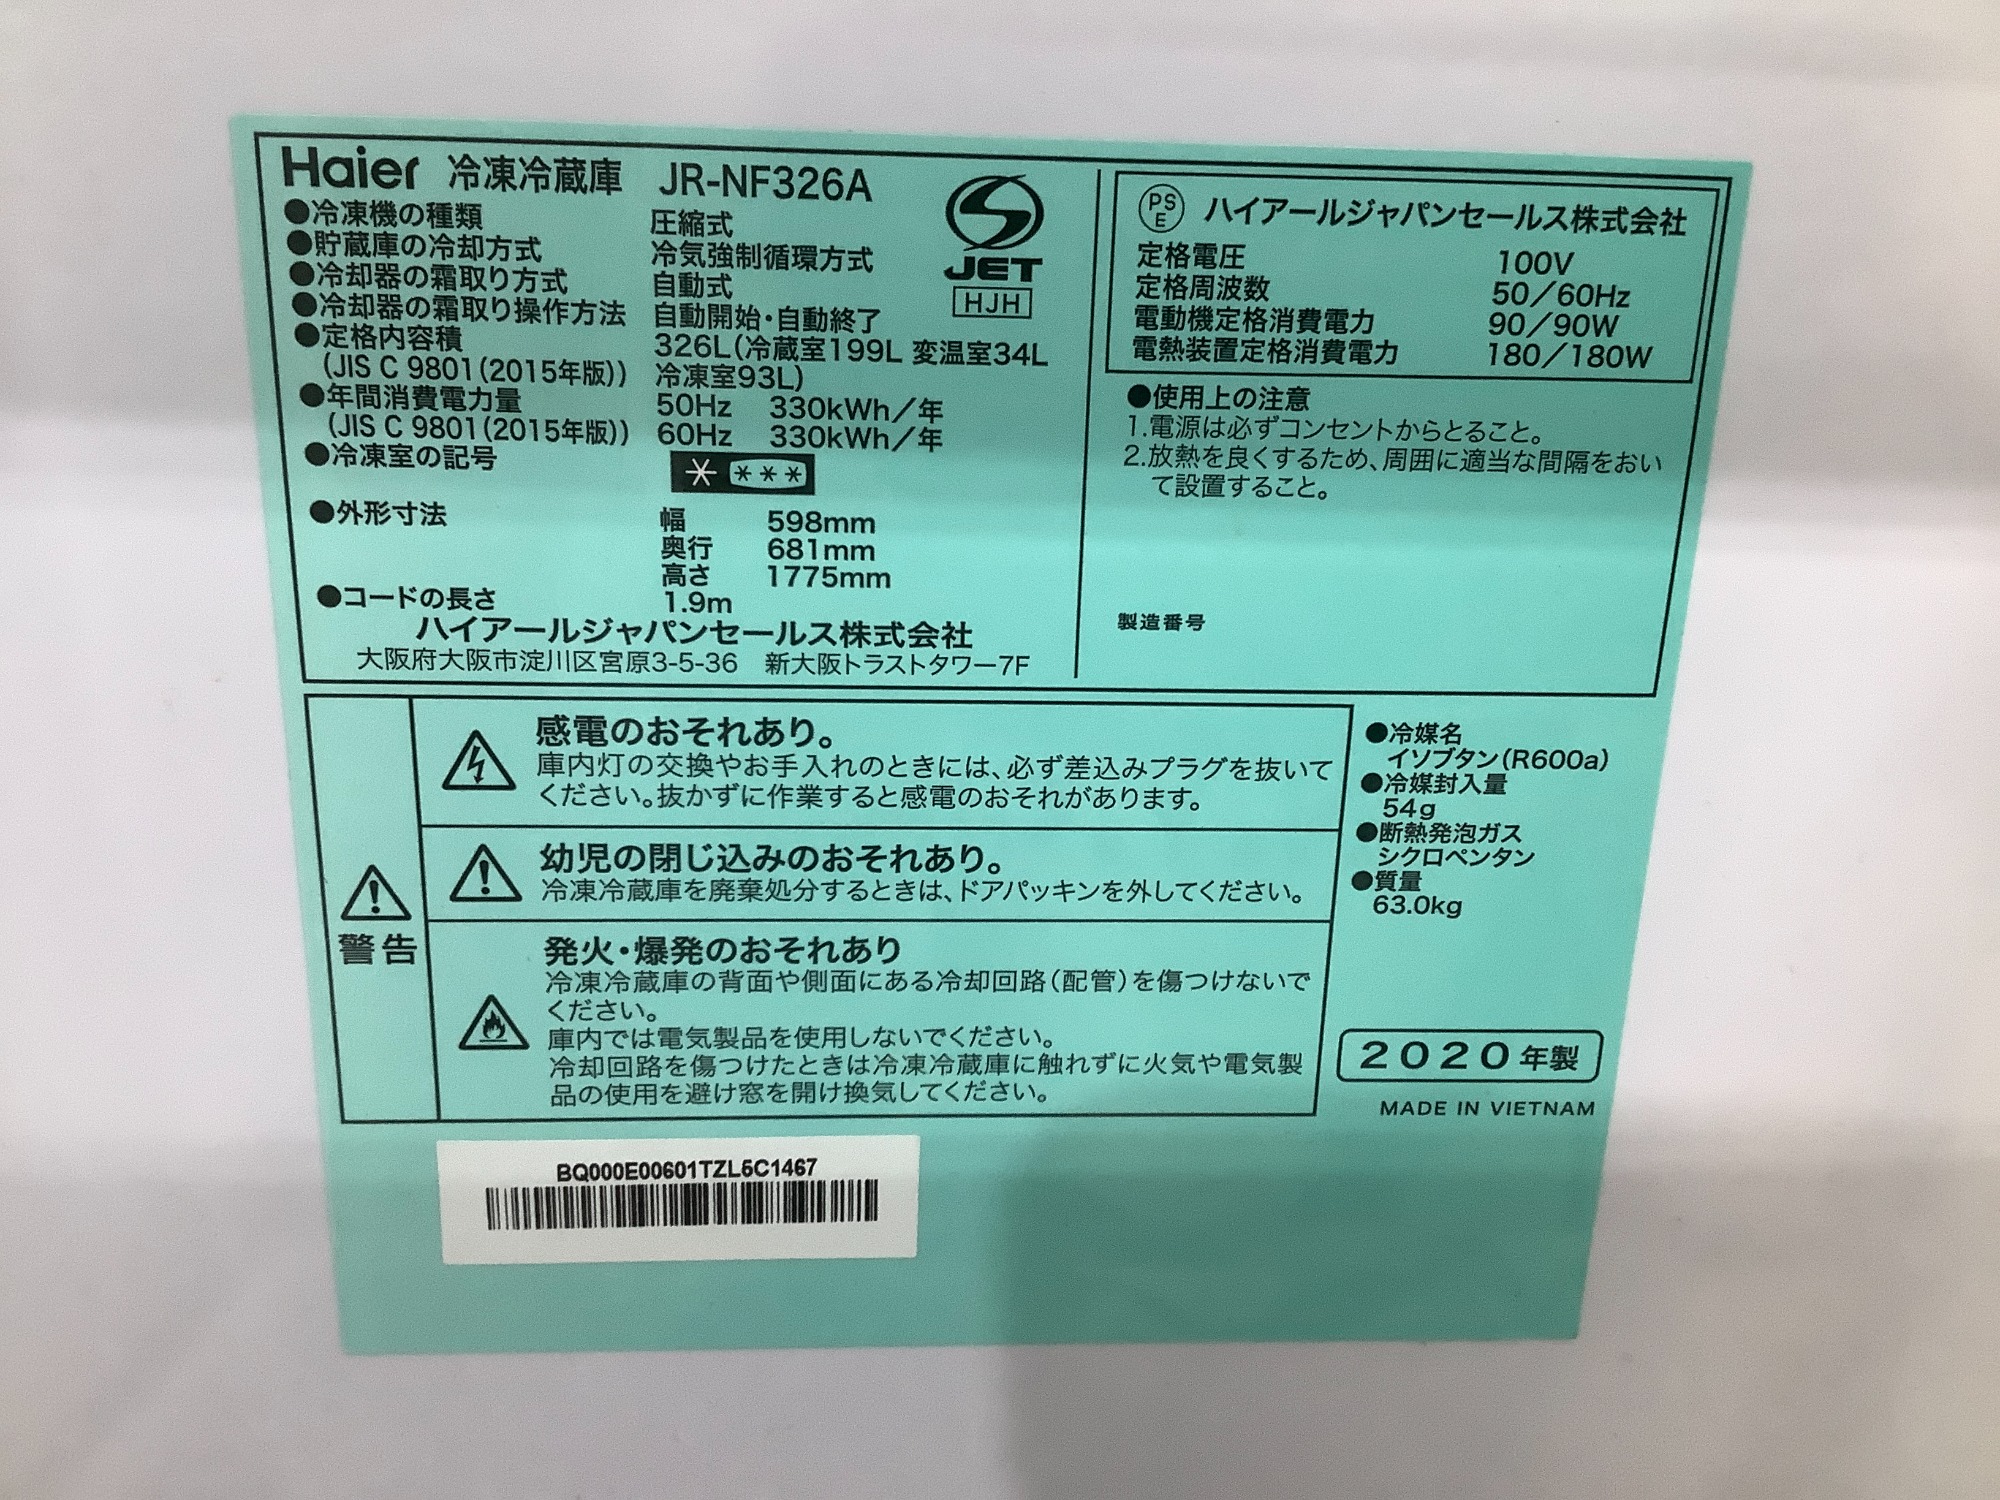 Haier 冷凍冷蔵庫 JR-NF326A
●冷凍機の種類 圧縮式
●貯蔵庫の冷却方式 冷気強制循環方式
●冷却器の霜取り方式 自動式
●冷却器の霜取り操作方法 自動開始・自動終了
●定格内容積 326L(冷蔵室199L 変温室34L
(JIS C 9801(2015年版)) 冷凍室93L)
●年間消費電力量 50Hz 330kWh/年
(JIS C 9801(2015年版)) 60Hz 330kWh/年
●冷凍室の記号 * ***
●外形寸法 幅 598mm
奥行 681mm
高さ 1775mm
●コードの長さ 1.9m
ハイアールジャパンセールス株式会社
大阪府大阪市淀川区宮原3-5-36 新大阪トラストタワー7F
JET
HJH
PSE ハイアールジャパンセールス株式会社
定格電圧 100V
定格周波数 50/60Hz
電動機定格消費電力 90/90W
電熱装置定格消費電力 180/180W
●使用上の注意
1.電源は必ずコンセントからとること。
2.放熱を良くするため、周囲に適当な間隔をおい
て設置すること。
製造番号
警告
感電のおそれあり。
庫内灯の交換やお手入れのときには、必ず差込みプラグを抜いて
ください。抜かずに作業すると感電のおそれがあります。
幼児の閉じ込みのおそれあり。
冷凍冷蔵庫を廃棄処分するときは、ドアパッキンを外してください。
発火・爆発のおそれあり
冷凍冷蔵庫の背面や側面にある冷却回路(配管)を傷つけないで
ください。
庫内では電気製品を使用しないでください。
冷却回路を傷つけたときは冷凍冷蔵庫に触れずに火気や電気製
品の使用を避け窓を開け換気してください。
●冷媒名
イソブタン(R600a)
●冷媒封入量
54g
●断熱発泡ガス
シクロペンタン
●質量
63.0kg
2020年製
MADE IN VIETNAM
BQ000E00601TZL5C1467